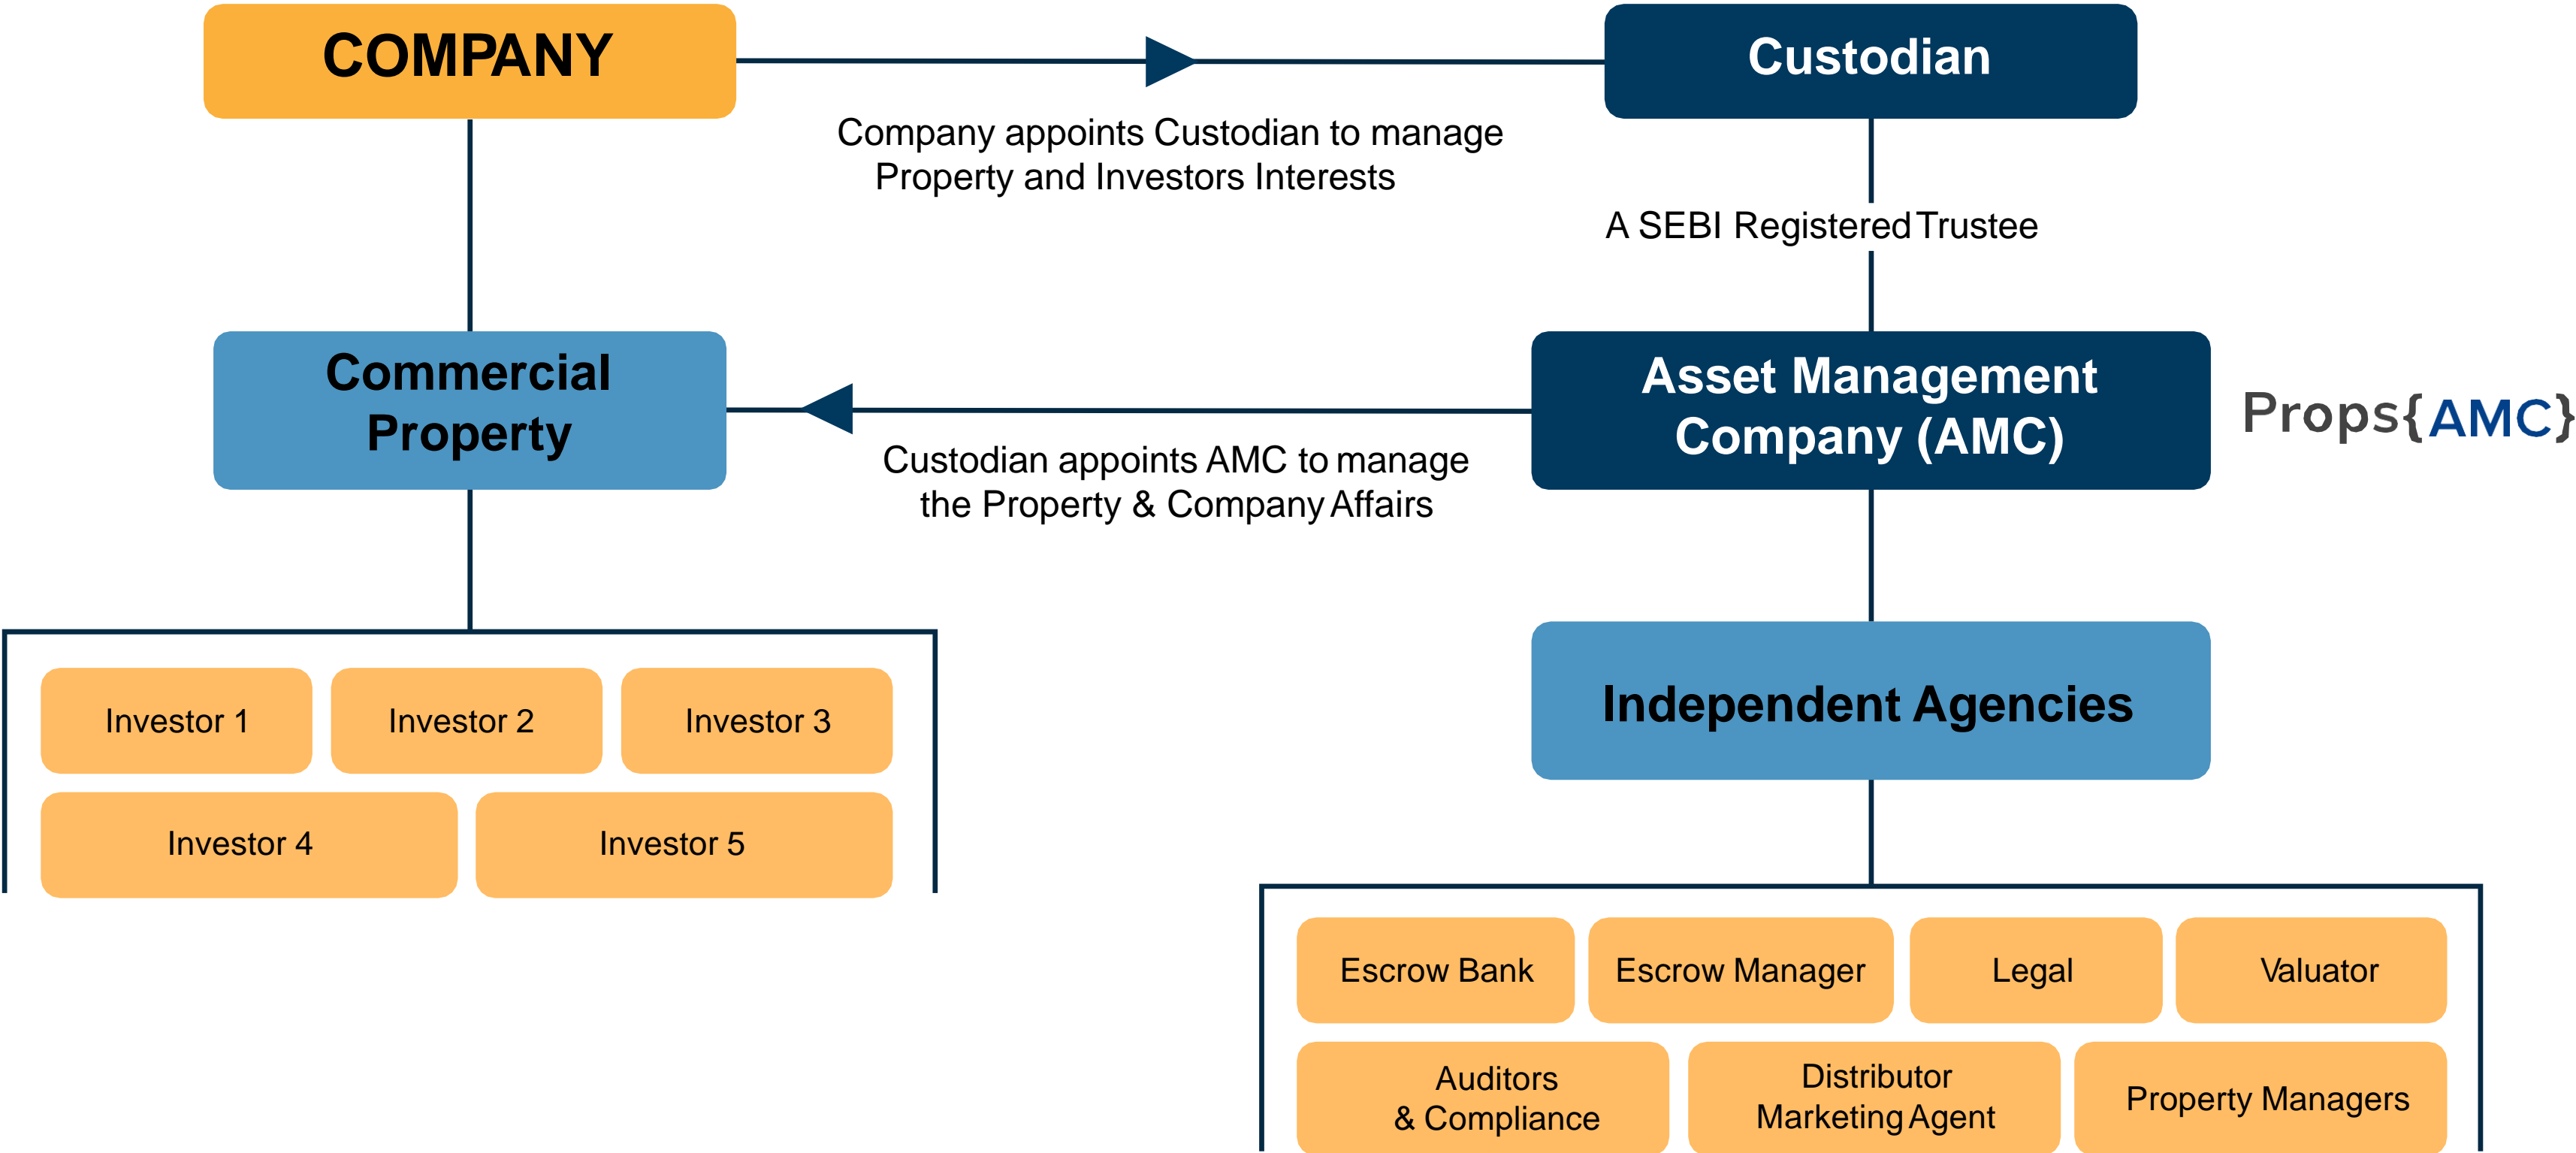 COMPANY
Custodian
Company appoints Custodian to manage
Property and Investors Interests
A SEBI Registered Trustee
Commercial
Property
Asset Management
Company (AMC)
Props{AMC}
Custodian appoints AMC to manage
the Property & Company Affairs
Independent Agencies
Investor 1
Investor 2
Investor 3
Investor 4
Investor 5
Escrow Bank
Escrow Manager
Legal
Valuator
Auditors
& Compliance
Distributor
Marketing Agent
Property Managers